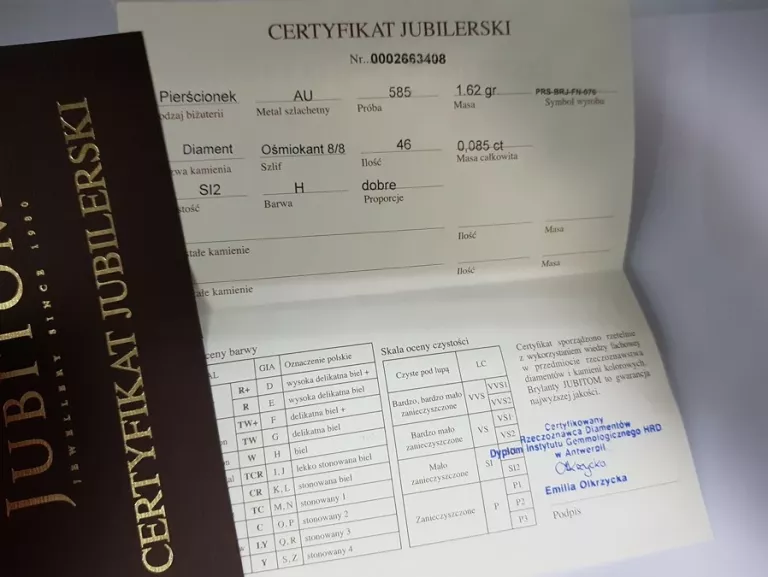 CERTYFIKAT JUBILERSKI
Nr..0002663408
Pierścionek AU 585 1.62 gr PRS-BRJ-FN-076
Metal szlachetny Próba Masa Symbol wyrobu
biżuterii
Diament Ośmiokant 8/8 46 0,085 ct
kamienia Szlif Ilość Masa całkowita
SI2 H dobre
Barwa Proporcje
Ilość Masa
kamienie
Ilość Masa
kamienie
barwy
GIA Oznaczenie polskie
R+ D wysoka delikatna biel +
R E wysoka delikatna biel
TW+ F delikatna biel +
TW G delikatna biel
W H biel
TCR I, J lekko stonowana biel
CR K, L stonowana biel
TC M, N stonowany 1
C O, P stonowany 2
LY Q, R stonowany 3
Y S, Z stonowany 4
Skala oceny czystości
Czyste pod lupą LC
Bardzo, bardzo mało
zanieczyszczone
VVS VVS1
VVS2
Bardzo mało
zanieczyszczone
VS VS1
VS2
Mało
zanieczyszczone
SI
SI2
Zanieczyszczone P P1
P2
P3
Certyfikat sporządzono rzetelnie
z wykorzystaniem wiedzy fachowej
w przedmiocie rzeczoznawstwa
diamentów i kamieni kolorowych.
Brylanty JUBITOM to gwarancja
najwyższej jakości.
Certyfikowany
Rzeczoznawca Diamentów
Dyplom Instytutu Gemmologicznego HRD
w Antwerpii
Olkrzycka
Emilia Olkrzycka
Podpis
JUBITOM
JEWELLERY SINCE 1980
CERTYFIKAT JUBILERSKI